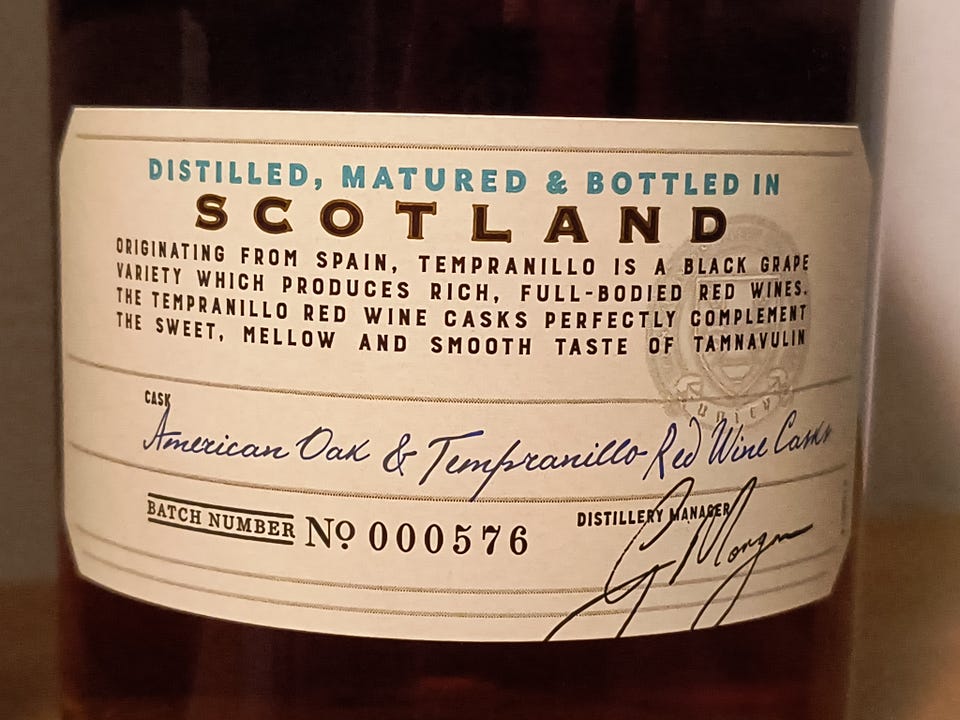 DISTILLED, MATURED & BOTTLED IN
SCOTLAND
ORIGINATING FROM SPAIN, TEMPRANILLO IS A BLACK GRAPE
VARIETY WHICH PRODUCES RICH, FULL-BODIED RED WINES.
THE TEMPRANILLO RED WINE CASKS PERFECTLY COMPLEMENT
THE SWEET, MELLOW AND SMOOTH TASTE OF TAMNAVULIN
CASK
American Oak & Tempranillo Red Wine Casks
BATCH NUMBER Nº 000576
DISTILLERY MANAGER
G Morgan